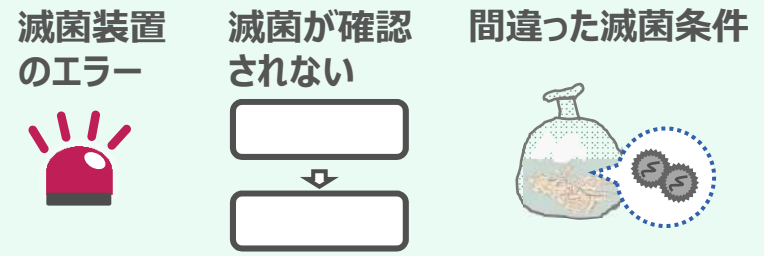 滅菌装置
のエラー
滅菌が確認
されない
間違った滅菌条件